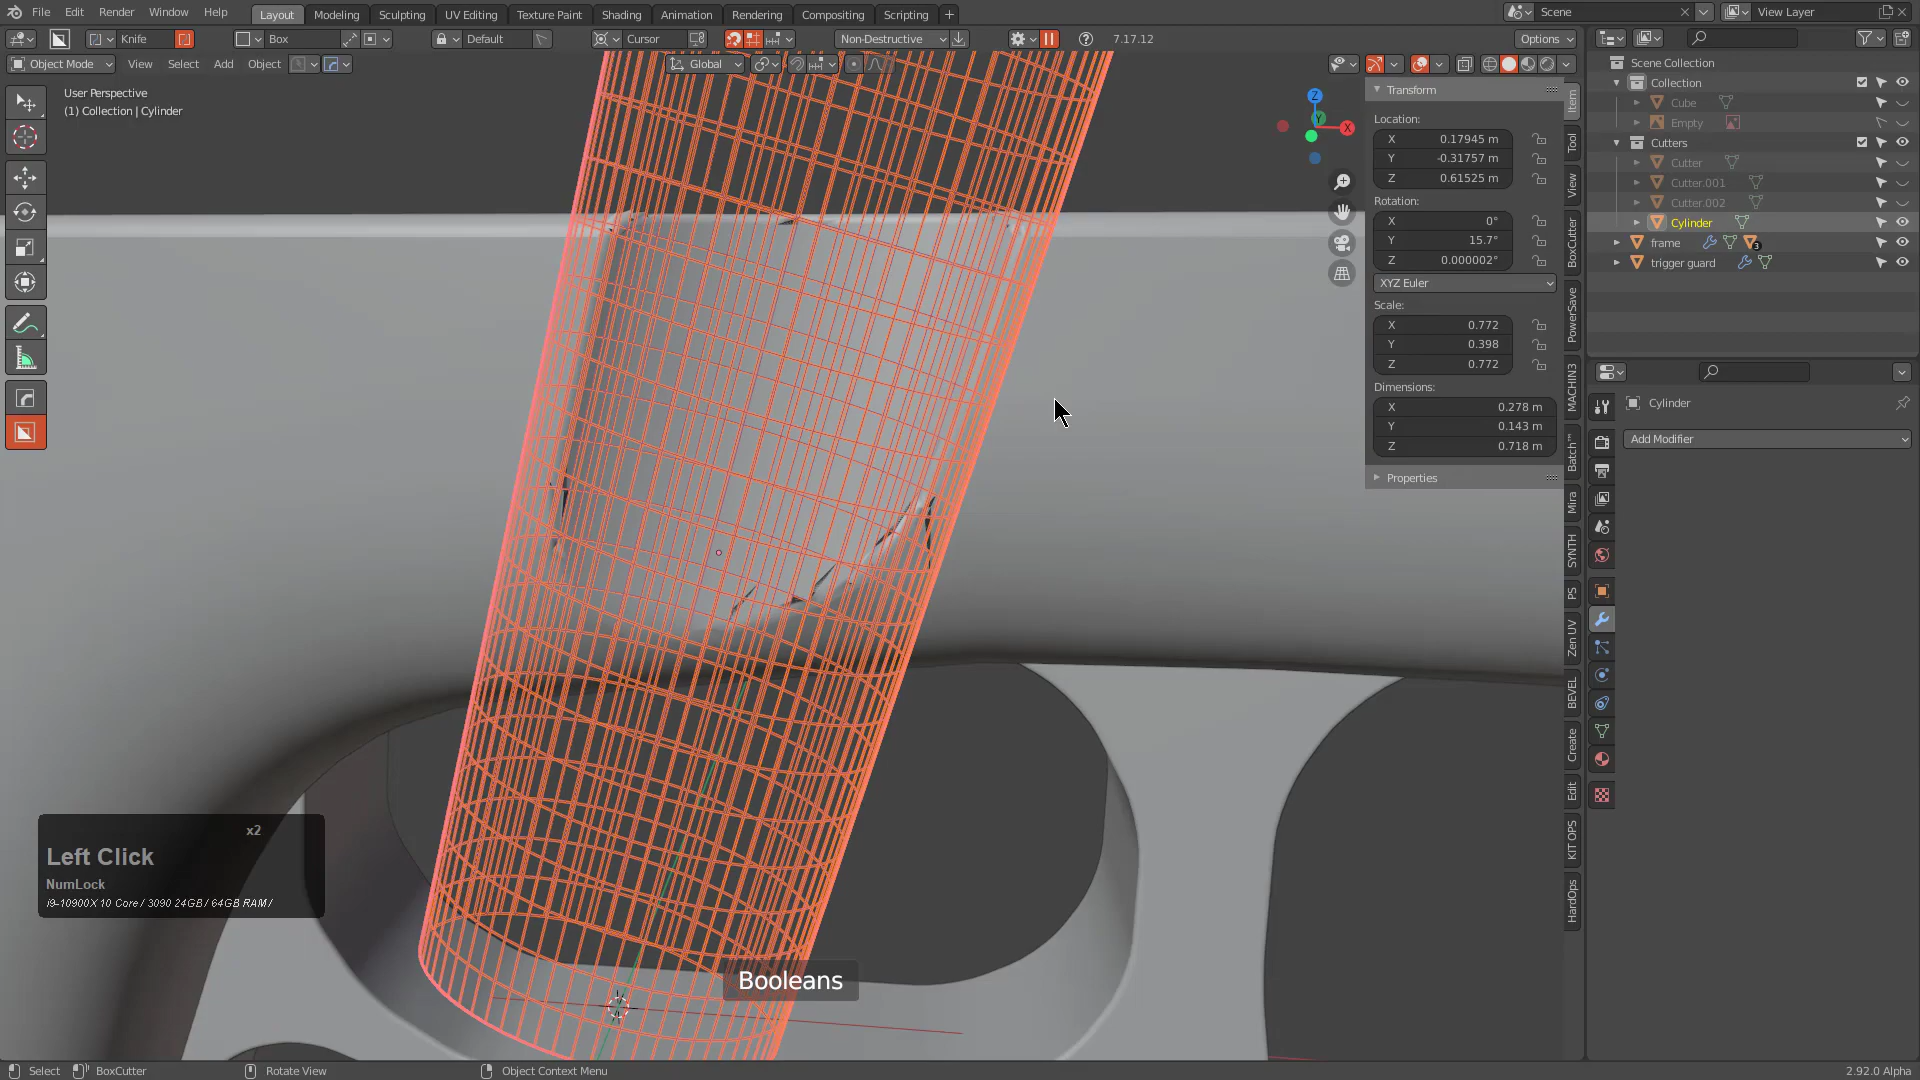 File Edit Render Window Help Layout Modeling Sculpting UV Editing Texture Paint Shading Animation Rendering Compositing Scripting + Scene View Layer
Knife Box Default Cursor Non-Destructive 7.17.12 Options
Object Mode View Select Add Object Global
User Perspective
(1) Collection | Cylinder
Z
Y
X
Transform
Location:
X 0.17945 m
Y -0.31757 m
Z 0.61525 m
Rotation:
X 0°
Y 15.7°
Z 0.000002°
XYZ Euler
Scale:
X 0.772
Y 0.398
Z 0.772
Dimensions:
X 0.278 m
Y 0.143 m
Z 0.718 m
Properties
Item
Tool
View
BoxCutter
PowerSave
MACHIN3
Batch™
Mira
SYNTH
PS
Zen UV
BEVEL
Create
Edit
KIT OPS
HardOps
Scene Collection
Collection
Cube
Empty
Cutters
Cutter
Cutter.001
Cutter.002
Cylinder
frame 3
trigger guard
Cylinder
Add Modifier
x2
Left Click
NumLock
i9-10900X 10 Core / 3090 24GB / 64GB RAM /
Booleans
Select BoxCutter Rotate View Object Context Menu 2.92.0 Alpha